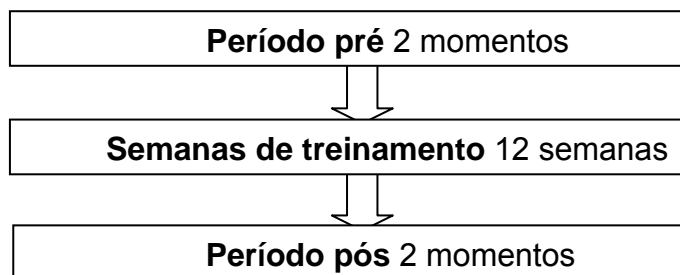 Período pré 2 momentos
Semanas de treinamento 12 semanas
Período pós 2 momentos